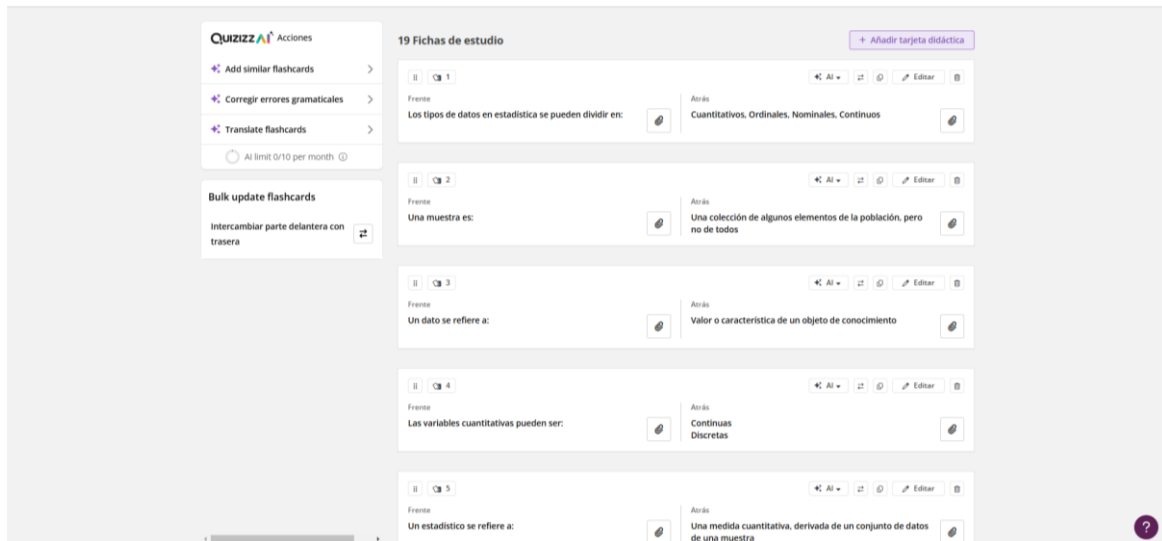 QUIZIZZ AI Acciones
Add similar flashcards
Corregir errores gramaticales
Translate flashcards
AI limit 0/10 per month
Bulk update flashcards
Intercambiar parte delantera con
trasera
19 Fichas de estudio
+ Añadir tarjeta didáctica
1
AI
Editar
Frente
Los tipos de datos en estadística se pueden dividir en:
Atrás
Cuantitativos, Ordinales, Nominales, Continuos
2
AI
Editar
Frente
Una muestra es:
Atrás
Una colección de algunos elementos de la población, pero
no de todos
3
AI
Editar
Frente
Un dato se refiere a:
Atrás
Valor o característica de un objeto de conocimiento
4
AI
Editar
Frente
Las variables cuantitativas pueden ser:
Atrás
Continuas
Discretas
5
AI
Editar
Frente
Un estadístico se refiere a:
Atrás
Una medida cuantitativa, derivada de un conjunto de datos
de una muestra
?